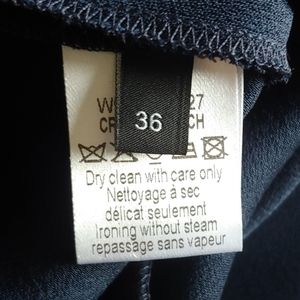 36
Dry clean with care only
Nettoyage à sec
délicat seulement
Ironing without steam
repassage sans vapeur